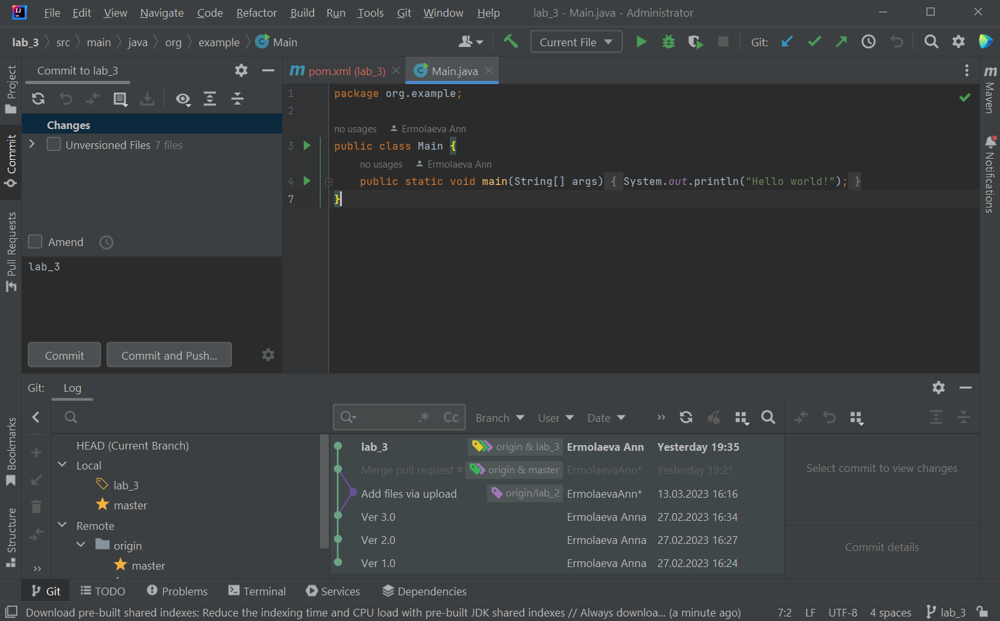 File Edit View Navigate Code Refactor Build Run Tools Git Window Help lab_3 - Main.java - Administrator
lab_3 src main java org example Main Current File Git:
Project
Commit
Pull Requests
Bookmarks
Structure
Commit to lab_3
Changes
Unversioned Files 7 files
Amend
lab_3
Commit Commit and Push...
pom.xml (lab_3) Main.java
1 package org.example;
2
no usages Ermolaeva Ann
3 public class Main {
no usages Ermolaeva Ann
4 public static void main(String[] args) { System.out.println("Hello world!"); }
7 }
Maven
Notifications
Git: Log
HEAD (Current Branch)
Local
lab_3
master
Remote
origin
master
.* Cc Branch User Date
lab_3 origin & lab_3 Ermolaeva Ann Yesterday 19:35
Merge pull request # origin & master ErmolaevaAnn* Yesterday 19:21
Add files via upload origin/lab_2 ErmolaevaAnn* 13.03.2023 16:16
Ver 3.0 Ermolaeva Anna 27.02.2023 16:34
Ver 2.0 Ermolaeva Anna 27.02.2023 16:27
Ver 1.0 Ermolaeva Anna 27.02.2023 16:24
Select commit to view changes
Commit details
Git TODO Problems Terminal Services Dependencies
Download pre-built shared indexes: Reduce the indexing time and CPU load with pre-built JDK shared indexes // Always downloa... (a minute ago) 7:2 LF UTF-8 4 spaces lab_3